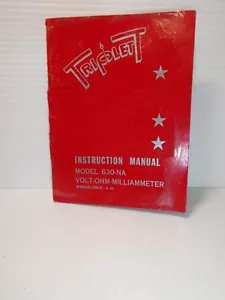 TRIPLETT
INSTRUCTION MANUAL
MODEL 630-NA
VOLT-OHM-MILLIAMMETER